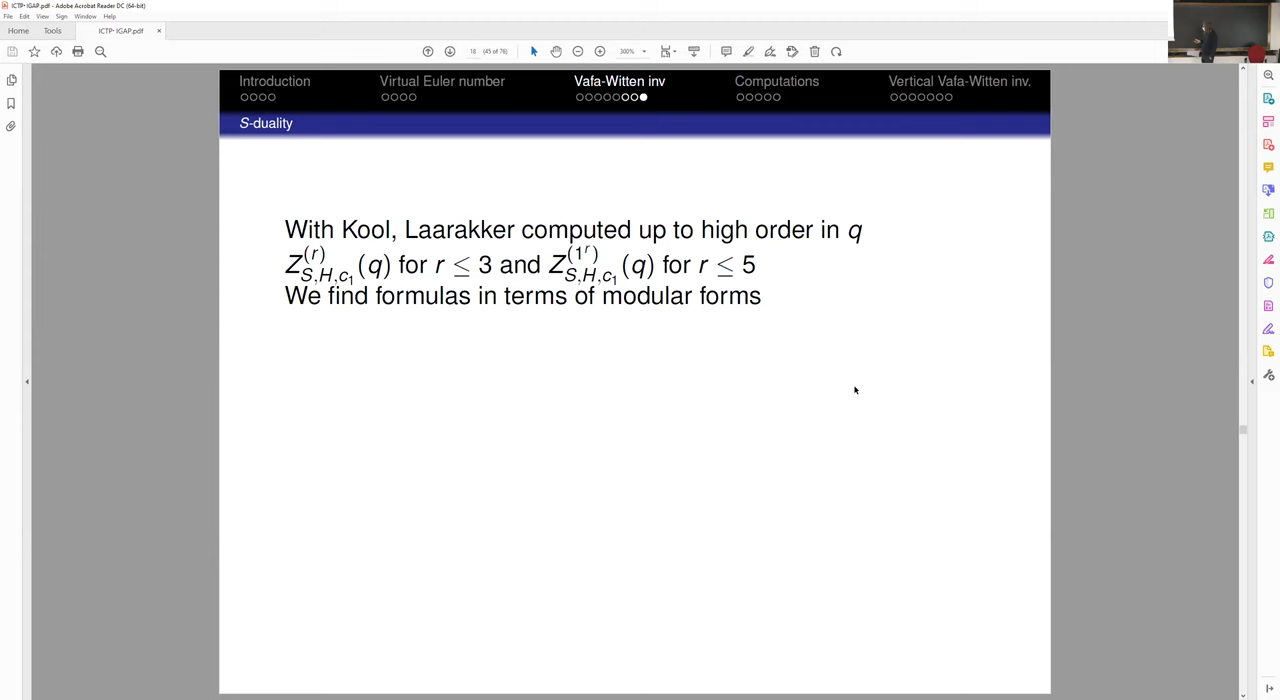 ICTP• IGAP.pdf - Adobe Acrobat Reader DC (64-bit)
File Edit View Sign Window Help
Home Tools ICTP• IGAP.pdf ×
18 (45 of 76) 300%
Introduction Virtual Euler number Vafa-Witten inv Computations Vertical Vafa-Witten inv.
S-duality
With Kool, Laarakker computed up to high order in q
Z^{(r)}_{S,H,c_1}(q) for r ≤ 3 and Z^{(1^r)}_{S,H,c_1}(q) for r ≤ 5
We find formulas in terms of modular forms